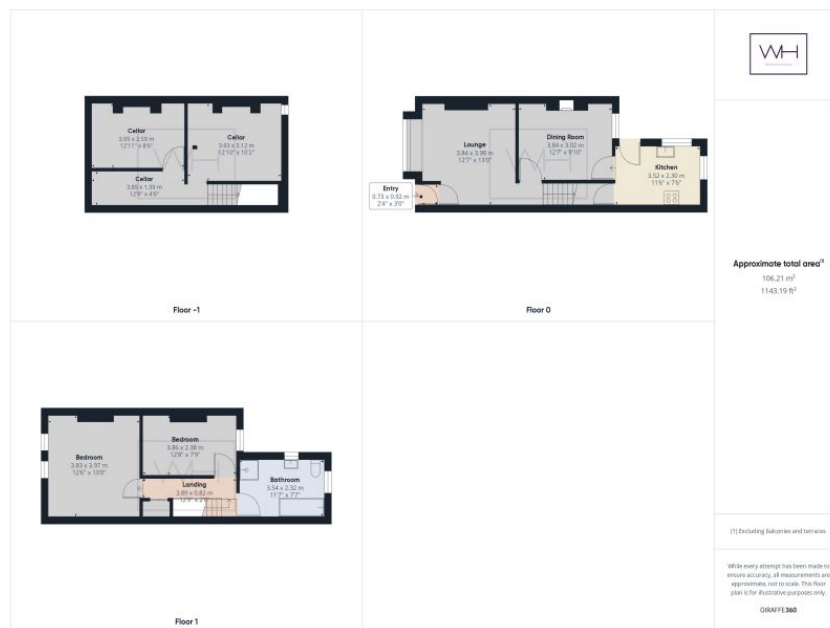 Cellar
3.95 x 2.59 m
12'11" x 8'6"
Cellar
3.93 x 3.12 m
12'10" x 10'2"
Cellar
3.89 x 1.39 m
12'9" x 4'6"
Floor -1
Lounge
3.84 x 3.98 m
12'7" x 13'0"
Dining Room
3.84 x 3.02 m
12'7" x 9'10"
Kitchen
3.52 x 2.30 m
11'6" x 7'6"
Entry
0.73 x 0.92 m
2'4" x 3'0"
Floor 0
Bedroom
3.83 x 3.97 m
12'6" x 13'0"
Bedroom
3.86 x 2.38 m
12'8" x 7'9"
Landing
3.89 x 0.82 m
Bathroom
3.54 x 2.32 m
11'7" x 7'7"
Floor 1
WH
Approximate total area(1)
106.21 m²
1143.19 ft²
(1) Excluding balconies and terraces
While every attempt has been made to
ensure accuracy, all measurements are
approximate, not to scale. This floor
plan is for illustrative purposes only.
GIRAFFE360